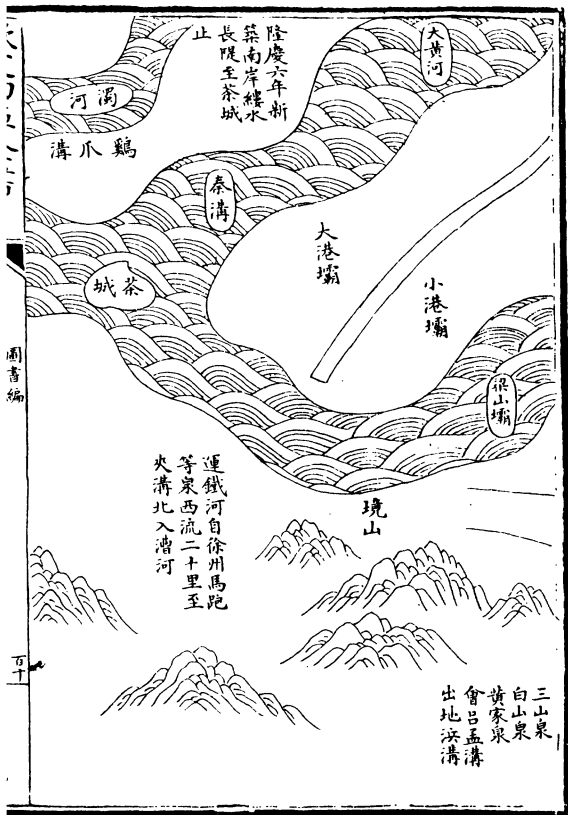 大黄河
隆慶六年新
築南岸縷水
長隄至茶城
止
濁河
鷄爪溝
秦溝
大港壩
小港壩
茶城
梁山壩
境山
運鐵河自徐州馬跑
等泉西流二十里至
夾溝北入漕河
三山泉
白山泉
黄家泉
會吕孟溝
出地浜溝
圖書編
百十